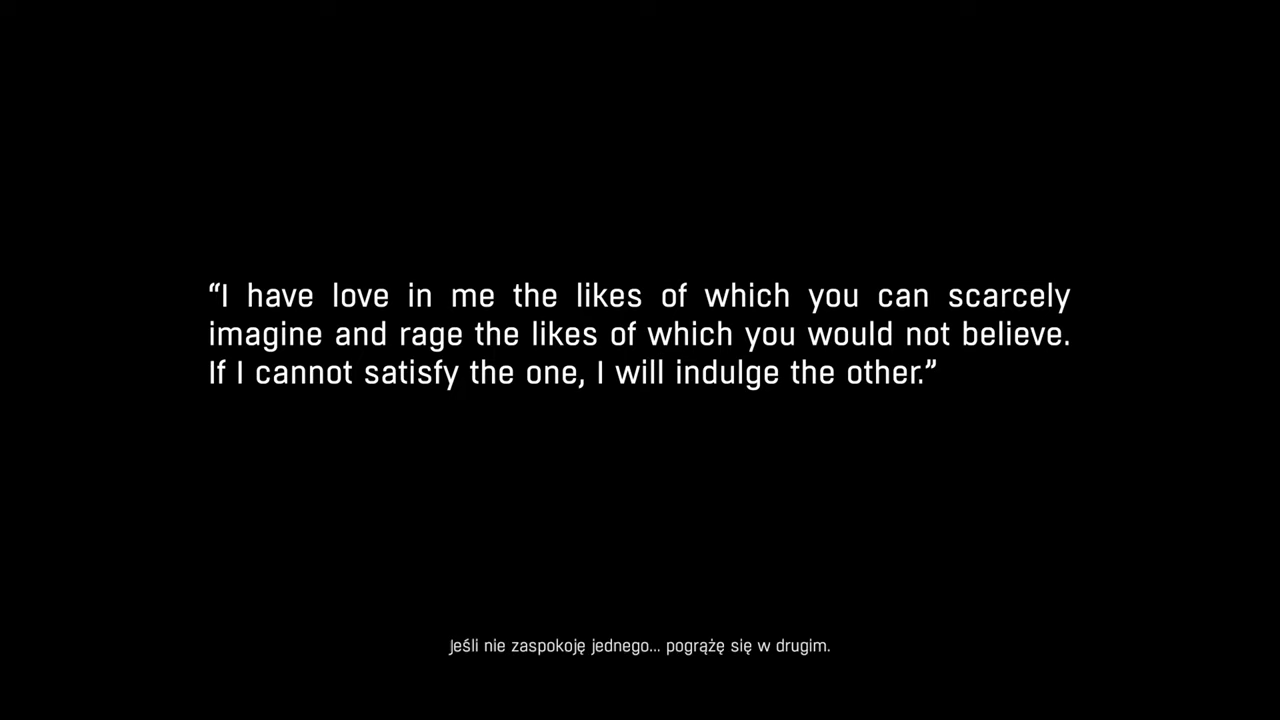 “I have love in me the likes of which you can scarcely
imagine and rage the likes of which you would not believe.
If I cannot satisfy the one, I will indulge the other.”
Jeśli nie zaspokoję jednego... pogrążę się w drugim.